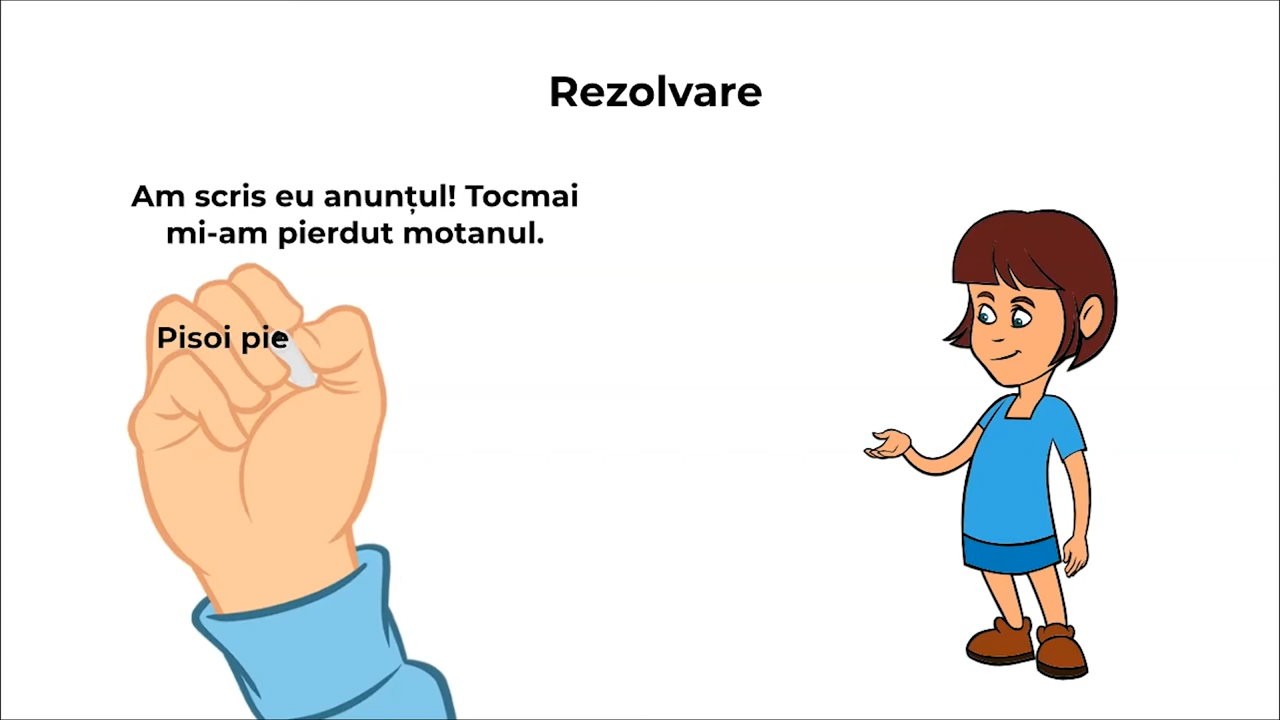 Rezolvare
Am scris eu anunțul! Tocmai
mi-am pierdut motanul.
Pisoi pie